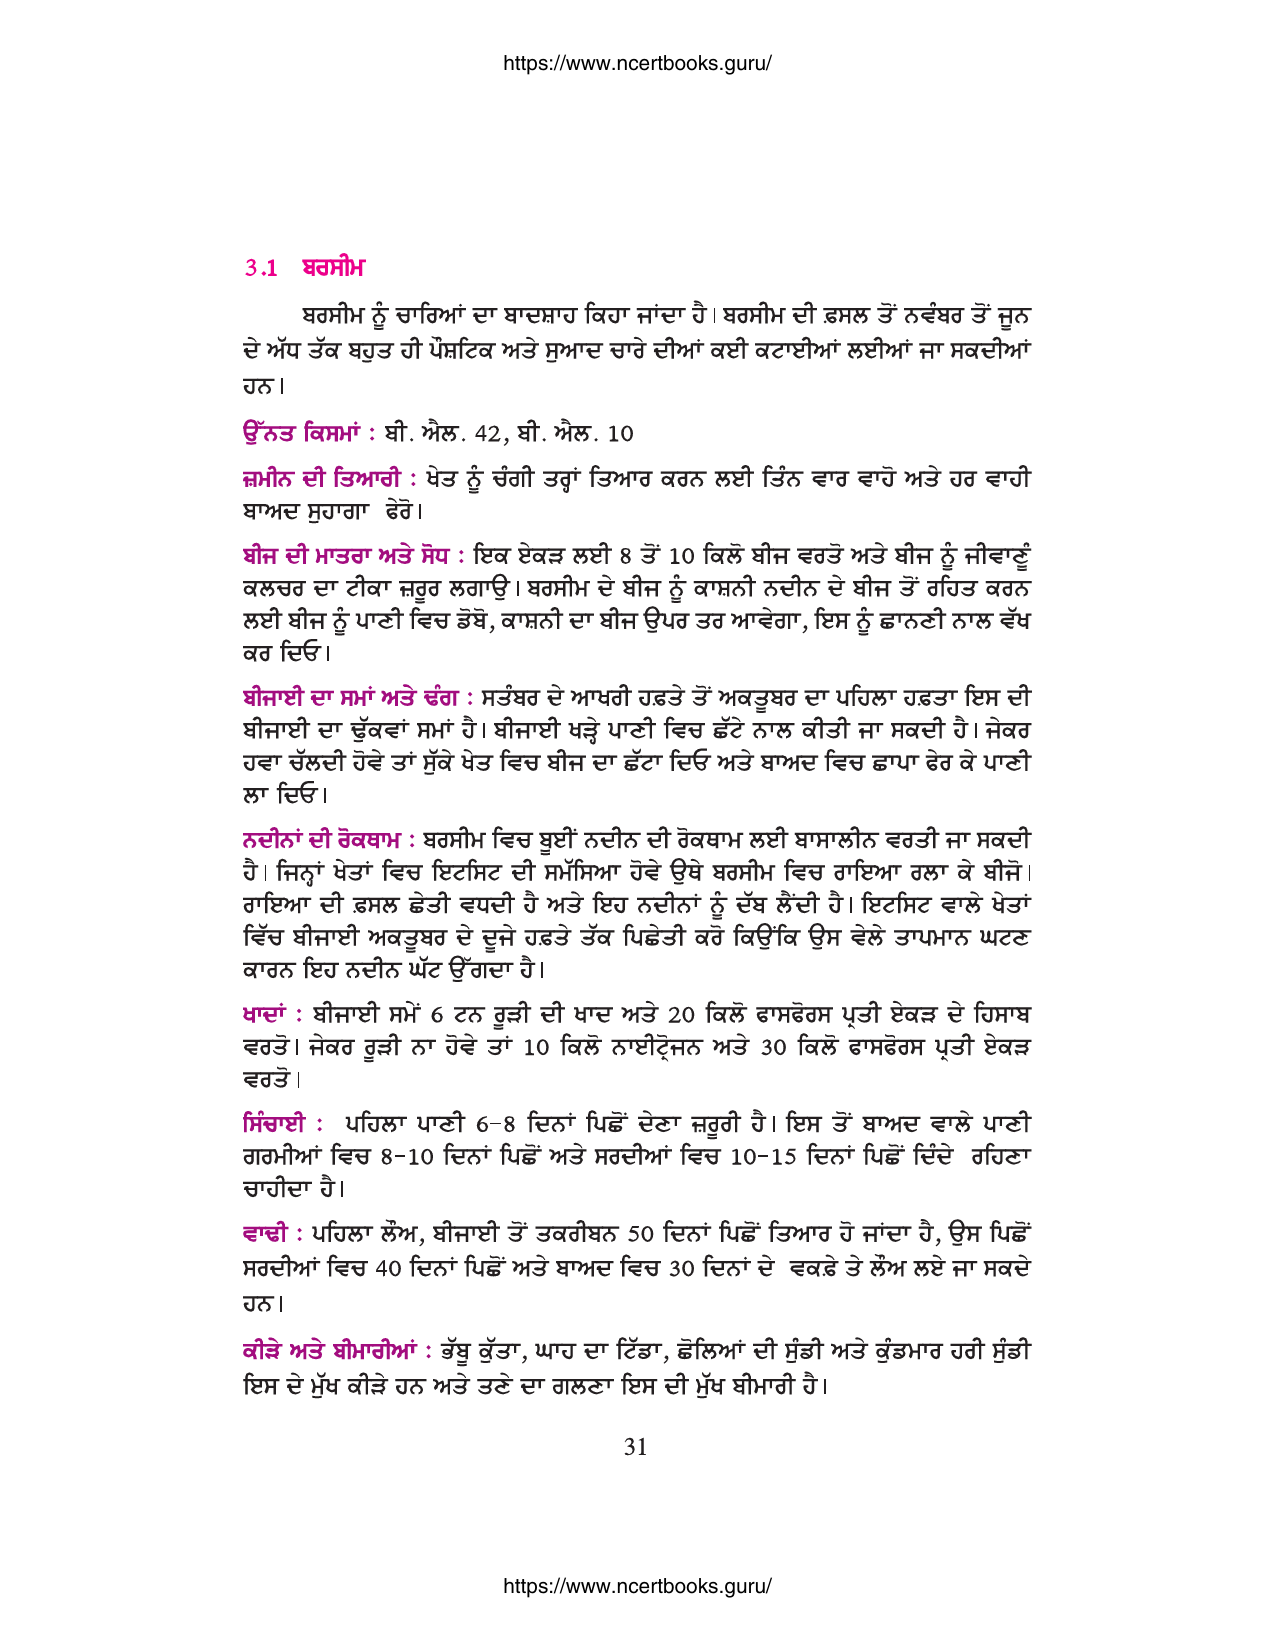 https://www.ncertbooks.guru/
3.1 ਬਰਸੀਮ
ਬਰਸੀਮ ਨੂੰ ਚਾਰਿਆਂ ਦਾ ਬਾਦਸ਼ਾਹ ਕਿਹਾ ਜਾਂਦਾ ਹੈ। ਬਰਸੀਮ ਦੀ ਫ਼ਸਲ ਤੋਂ ਨਵੰਬਰ ਤੋਂ ਜੂਨ
ਦੇ ਅੱਧ ਤੱਕ ਬਹੁਤ ਹੀ ਪੌਸ਼ਟਿਕ ਅਤੇ ਸੁਆਦ ਚਾਰੇ ਦੀਆਂ ਕਈ ਕਟਾਈਆਂ ਲਈਆਂ ਜਾ ਸਕਦੀਆਂ
ਹਨ।
ਉੱਨਤ ਕਿਸਮਾਂ : ਬੀ. ਐਲ. 42, ਬੀ. ਐਲ. 10
ਜ਼ਮੀਨ ਦੀ ਤਿਆਰੀ : ਖੇਤ ਨੂੰ ਚੰਗੀ ਤਰ੍ਹਾਂ ਤਿਆਰ ਕਰਨ ਲਈ ਤਿੰਨ ਵਾਰ ਵਾਹੋ ਅਤੇ ਹਰ ਵਾਹੀ
ਬਾਅਦ ਸੁਹਾਗਾ ਫੇਰੋ।
ਬੀਜ ਦੀ ਮਾਤਰਾ ਅਤੇ ਸੋਧ : ਇਕ ਏਕੜ ਲਈ 8 ਤੋਂ 10 ਕਿਲੋ ਬੀਜ ਵਰਤੋ ਅਤੇ ਬੀਜ ਨੂੰ ਜੀਵਾਣੂੰ
ਕਲਚਰ ਦਾ ਟੀਕਾ ਜ਼ਰੂਰ ਲਗਾਉ। ਬਰਸੀਮ ਦੇ ਬੀਜ ਨੂੰ ਕਾਸ਼ਨੀ ਨਦੀਨ ਦੇ ਬੀਜ ਤੋਂ ਰਹਿਤ ਕਰਨ
ਲਈ ਬੀਜ ਨੂੰ ਪਾਣੀ ਵਿਚ ਡੋਬੋ, ਕਾਸ਼ਨੀ ਦਾ ਬੀਜ ਉਪਰ ਤਰ ਆਵੇਗਾ, ਇਸ ਨੂੰ ਛਾਨਣੀ ਨਾਲ ਵੱਖ
ਕਰ ਦਿਓ।
ਬੀਜਾਈ ਦਾ ਸਮਾਂ ਅਤੇ ਢੰਗ : ਸਤੰਬਰ ਦੇ ਆਖਰੀ ਹਫ਼ਤੇ ਤੋਂ ਅਕਤੂਬਰ ਦਾ ਪਹਿਲਾ ਹਫ਼ਤਾ ਇਸ ਦੀ
ਬੀਜਾਈ ਦਾ ਢੁੱਕਵਾਂ ਸਮਾਂ ਹੈ। ਬੀਜਾਈ ਖੜ੍ਹੇ ਪਾਣੀ ਵਿਚ ਛੱਟੇ ਨਾਲ ਕੀਤੀ ਜਾ ਸਕਦੀ ਹੈ। ਜੇਕਰ
ਹਵਾ ਚੱਲਦੀ ਹੋਵੇ ਤਾਂ ਸੁੱਕੇ ਖੇਤ ਵਿਚ ਬੀਜ ਦਾ ਛੱਟਾ ਦਿਓ ਅਤੇ ਬਾਅਦ ਵਿਚ ਛਾਪਾ ਫੇਰ ਕੇ ਪਾਣੀ
ਲਾ ਦਿਓ।
ਨਦੀਨਾਂ ਦੀ ਰੋਕਥਾਮ : ਬਰਸੀਮ ਵਿਚ ਬੂਈਂ ਨਦੀਨ ਦੀ ਰੋਕਥਾਮ ਲਈ ਬਾਸਾਲੀਨ ਵਰਤੀ ਜਾ ਸਕਦੀ
ਹੈ। ਜਿਨ੍ਹਾਂ ਖੇਤਾਂ ਵਿਚ ਇਟਸਿਟ ਦੀ ਸਮੱਸਿਆ ਹੋਵੇ ਉਥੇ ਬਰਸੀਮ ਵਿਚ ਰਾਇਆ ਰਲਾ ਕੇ ਬੀਜੋ।
ਰਾਇਆ ਦੀ ਫ਼ਸਲ ਛੇਤੀ ਵਧਦੀ ਹੈ ਅਤੇ ਇਹ ਨਦੀਨਾਂ ਨੂੰ ਦੱਬ ਲੈਂਦੀ ਹੈ। ਇਟਸਿਟ ਵਾਲੇ ਖੇਤਾਂ
ਵਿੱਚ ਬੀਜਾਈ ਅਕਤੂਬਰ ਦੇ ਦੂਜੇ ਹਫ਼ਤੇ ਤੱਕ ਪਿਛੇਤੀ ਕਰੋ ਕਿਉਂਕਿ ਉਸ ਵੇਲੇ ਤਾਪਮਾਨ ਘਟਣ
ਕਾਰਨ ਇਹ ਨਦੀਨ ਘੱਟ ਉੱਗਦਾ ਹੈ।
ਖਾਦਾਂ : ਬੀਜਾਈ ਸਮੇਂ 6 ਟਨ ਰੂੜੀ ਦੀ ਖਾਦ ਅਤੇ 20 ਕਿਲੋ ਫਾਸਫੋਰਸ ਪ੍ਰਤੀ ਏਕੜ ਦੇ ਹਿਸਾਬ
ਵਰਤੋ। ਜੇਕਰ ਰੂੜੀ ਨਾ ਹੋਵੇ ਤਾਂ 10 ਕਿਲੋ ਨਾਈਟ੍ਰੋਜਨ ਅਤੇ 30 ਕਿਲੋ ਫਾਸਫੋਰਸ ਪ੍ਰਤੀ ਏਕੜ
ਵਰਤੋ।
ਸਿੰਚਾਈ : ਪਹਿਲਾ ਪਾਣੀ 6-8 ਦਿਨਾਂ ਪਿਛੋਂ ਦੇਣਾ ਜ਼ਰੂਰੀ ਹੈ। ਇਸ ਤੋਂ ਬਾਅਦ ਵਾਲੇ ਪਾਣੀ
ਗਰਮੀਆਂ ਵਿਚ 8-10 ਦਿਨਾਂ ਪਿਛੋਂ ਅਤੇ ਸਰਦੀਆਂ ਵਿਚ 10-15 ਦਿਨਾਂ ਪਿਛੋਂ ਦਿੰਦੇ ਰਹਿਣਾ
ਚਾਹੀਦਾ ਹੈ।
ਵਾਢੀ : ਪਹਿਲਾ ਲੌਅ, ਬੀਜਾਈ ਤੋਂ ਤਕਰੀਬਨ 50 ਦਿਨਾਂ ਪਿਛੋਂ ਤਿਆਰ ਹੋ ਜਾਂਦਾ ਹੈ, ਉਸ ਪਿਛੋਂ
ਸਰਦੀਆਂ ਵਿਚ 40 ਦਿਨਾਂ ਪਿਛੋਂ ਅਤੇ ਬਾਅਦ ਵਿਚ 30 ਦਿਨਾਂ ਦੇ ਵਕਫ਼ੇ ਤੇ ਲੌਅ ਲਏ ਜਾ ਸਕਦੇ
ਹਨ।
ਕੀੜੇ ਅਤੇ ਬੀਮਾਰੀਆਂ : ਭੱਬੂ ਕੁੱਤਾ, ਘਾਹ ਦਾ ਟਿੱਡਾ, ਛੋਲਿਆਂ ਦੀ ਸੁੰਡੀ ਅਤੇ ਕੁੰਡਮਾਰ ਹਰੀ ਸੁੰਡੀ
ਇਸ ਦੇ ਮੁੱਖ ਕੀੜੇ ਹਨ ਅਤੇ ਤਣੇ ਦਾ ਗਲਣਾ ਇਸ ਦੀ ਮੁੱਖ ਬੀਮਾਰੀ ਹੈ।
31
https://www.ncertbooks.guru/